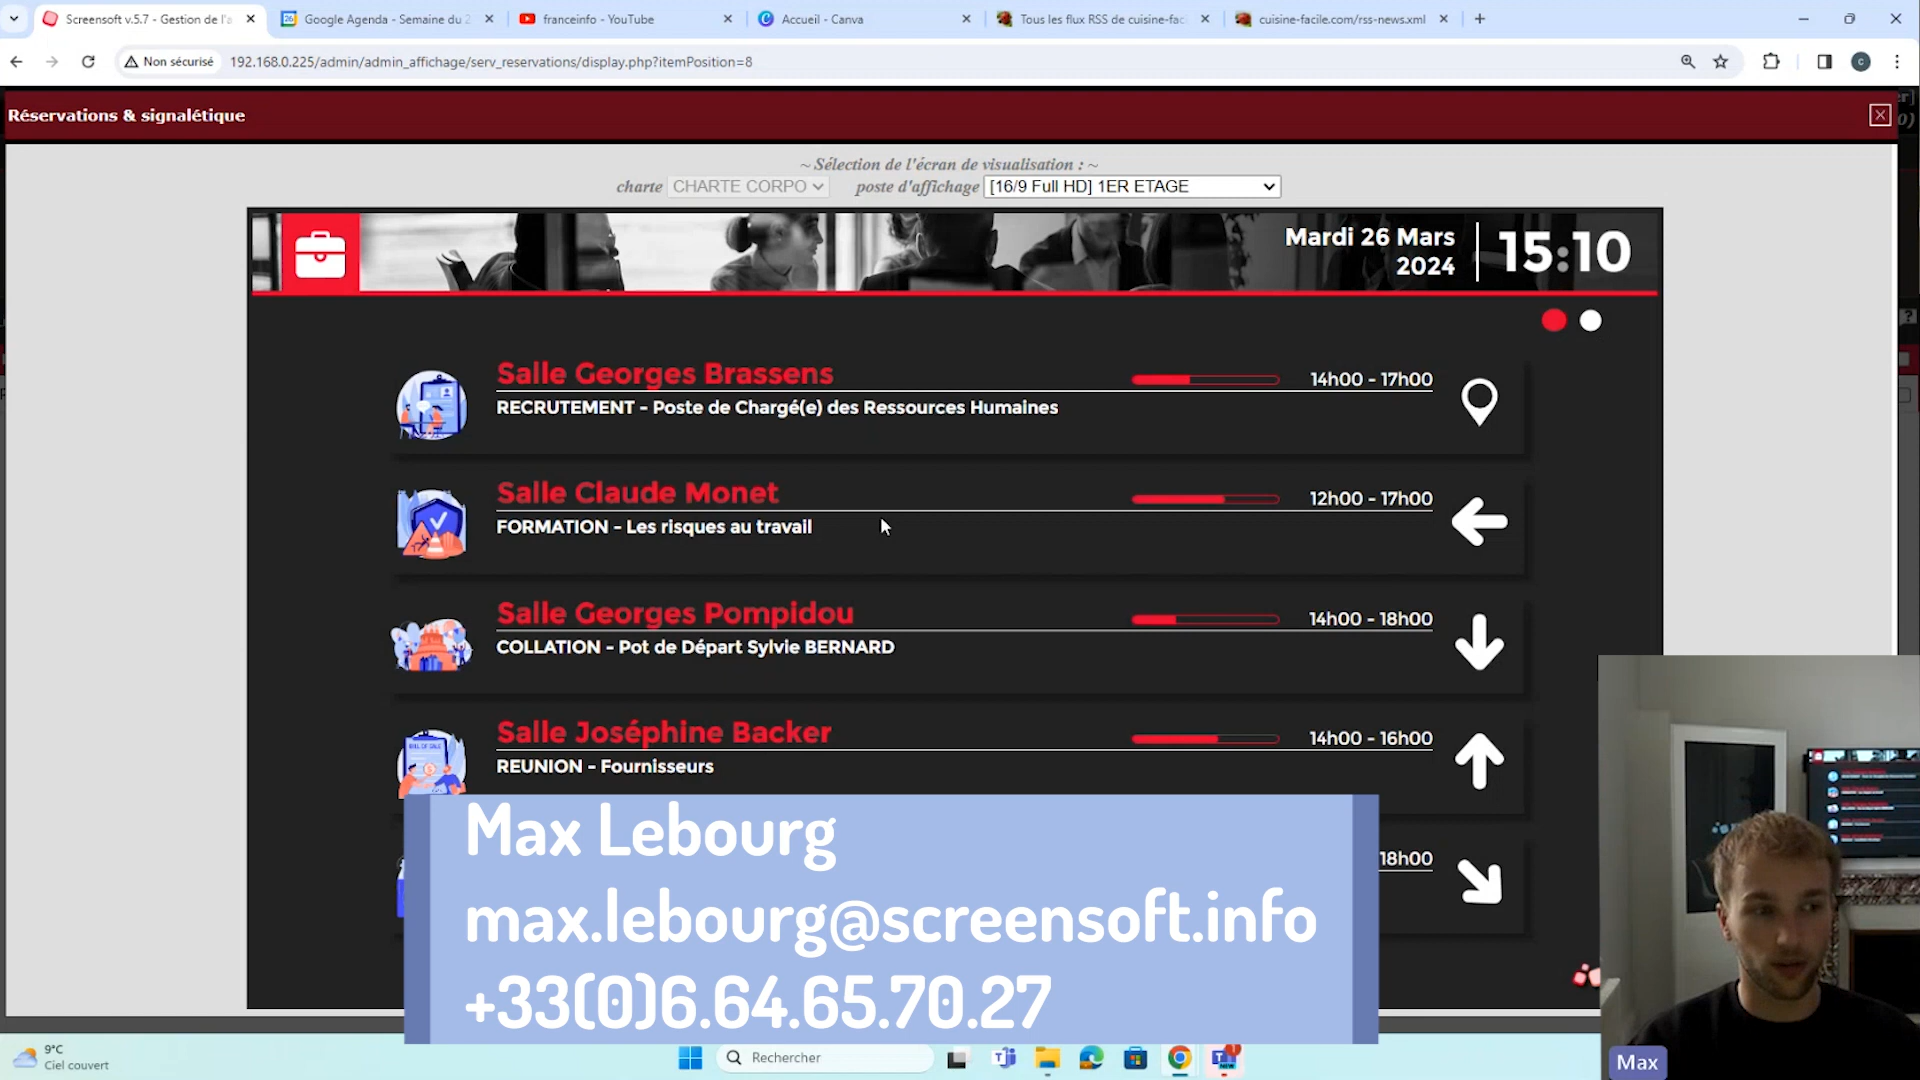 Screensoft v.5.7 - Gestion de l'a
Google Agenda - Semaine du 2
franceinfo - YouTube
Accueil - Canva
Tous les flux RSS de cuisine-fac
cuisine-facile.com/rss-news.xml
Non sécurisé
192.168.0.225/admin/admin_affichage/serv_reservations/display.php?itemPosition=8
C
Réservations & signalétique
~ Sélection de l'écran de visualisation : ~
charte CHARTE CORPO poste d'affichage [16/9 Full HD] 1ER ETAGE
Mardi 26 Mars
2024
15:10
Salle Georges Brassens
14h00 - 17h00
RECRUTEMENT - Poste de Chargé(e) des Ressources Humaines
Salle Claude Monet
12h00 - 17h00
FORMATION - Les risques au travail
Salle Georges Pompidou
14h00 - 18h00
COLLATION - Pot de Départ Sylvie BERNARD
Salle Joséphine Backer
14h00 - 16h00
BILL OF SALE
REUNION - Fournisseurs
18h00
Max Lebourg
max.lebourg@screensoft.info
+33(0)6.64.65.70.27
9°C
Ciel couvert
Rechercher
NEW
Max